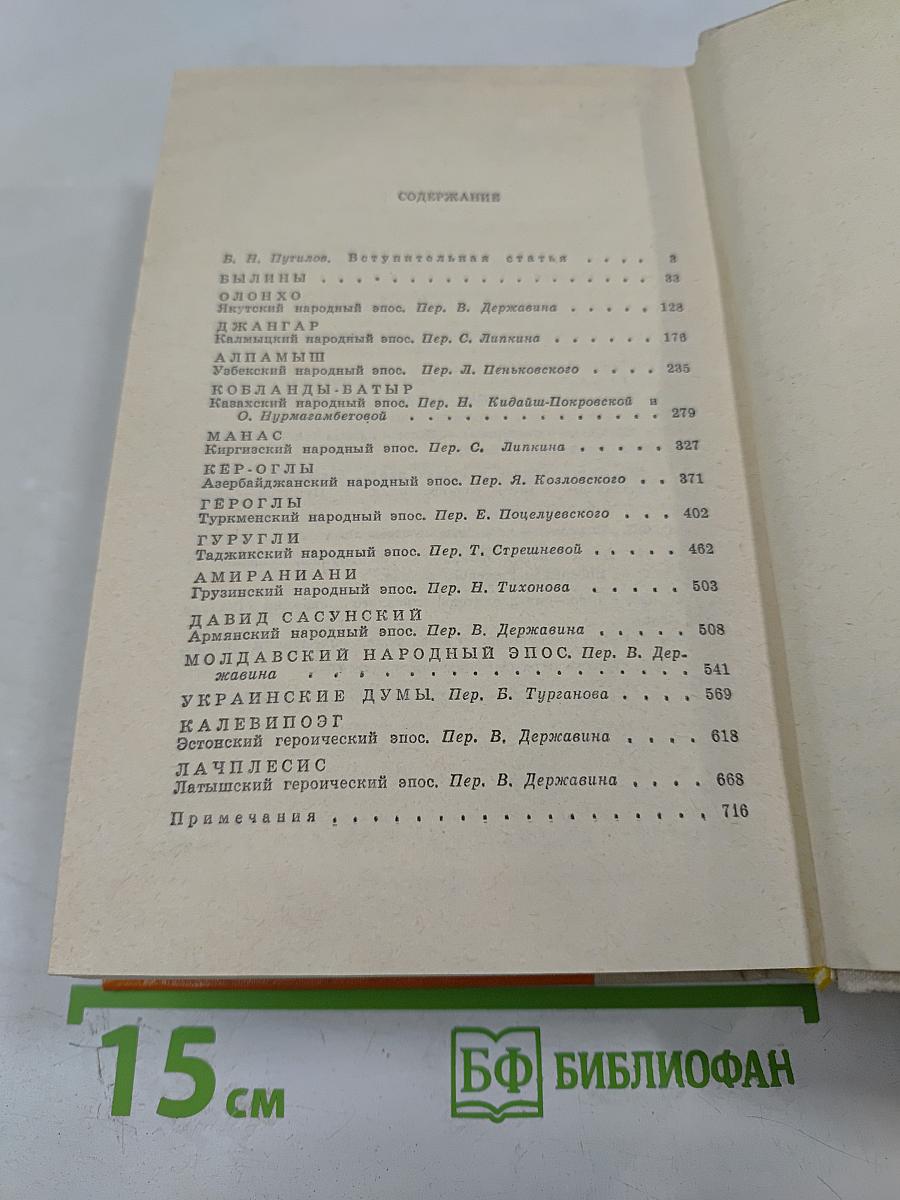 СОДЕРЖАНИЕ
Б. Н. Путилов. Вступительная статья . . . . 3
БЫЛИНЫ . . . . . . . . . . . . . . . . . . 33
ОЛОНХО
Якутский народный эпос. Пер. В. Державина . . . . . 128
ДЖАНГАР
Калмыцкий народный эпос. Пер. С. Липкина . . . . . . 176
АЛПАМЫШ
Узбекский народный эпос. Пер. Л. Пеньковского . . . . 235
КОБЛАНДЫ-БАТЫР
Казахский народный эпос. Пер. Н. Кидайш-Покровской и
О. Нурмагамбетовой . . . . . . . . . . . . . . 279
МАНАС
Киргизский народный эпос. Пер. С. Липкина . . . . . 327
КЁР-ОГЛЫ
Азербайджанский народный эпос. Пер. Я. Козловского . . 371
ГЁРОГЛЫ
Туркменский народный эпос. Пер. Е. Поцелуевского . . . 402
ГУРУГЛИ
Таджикский народный эпос. Пер. Т. Стрешневой . . . . . 462
АМИРАНИАНИ
Грузинский народный эпос. Пер. Н. Тихонова . . . . . 503
ДАВИД САСУНСКИЙ
Армянский народный эпос. Пер. В. Державина . . . . . 508
МОЛДАВСКИЙ НАРОДНЫЙ ЭПОС. Пер. В. Дер-
жавина . . . . . . . . . . . . . . . . 541
УКРАИНСКИЕ ДУМЫ. Пер. Б. Турганова . . . . 569
КАЛЕВИПОЭГ
Эстонский героический эпос. Пер. В. Державина . . . . 618
ЛАЧПЛЕСИС
Латышский героический эпос. Пер. В. Державина . . . . 668
Примечания . . . . . . . . . . . . . . . . 716
15 см
БФ БИБЛИОФАН